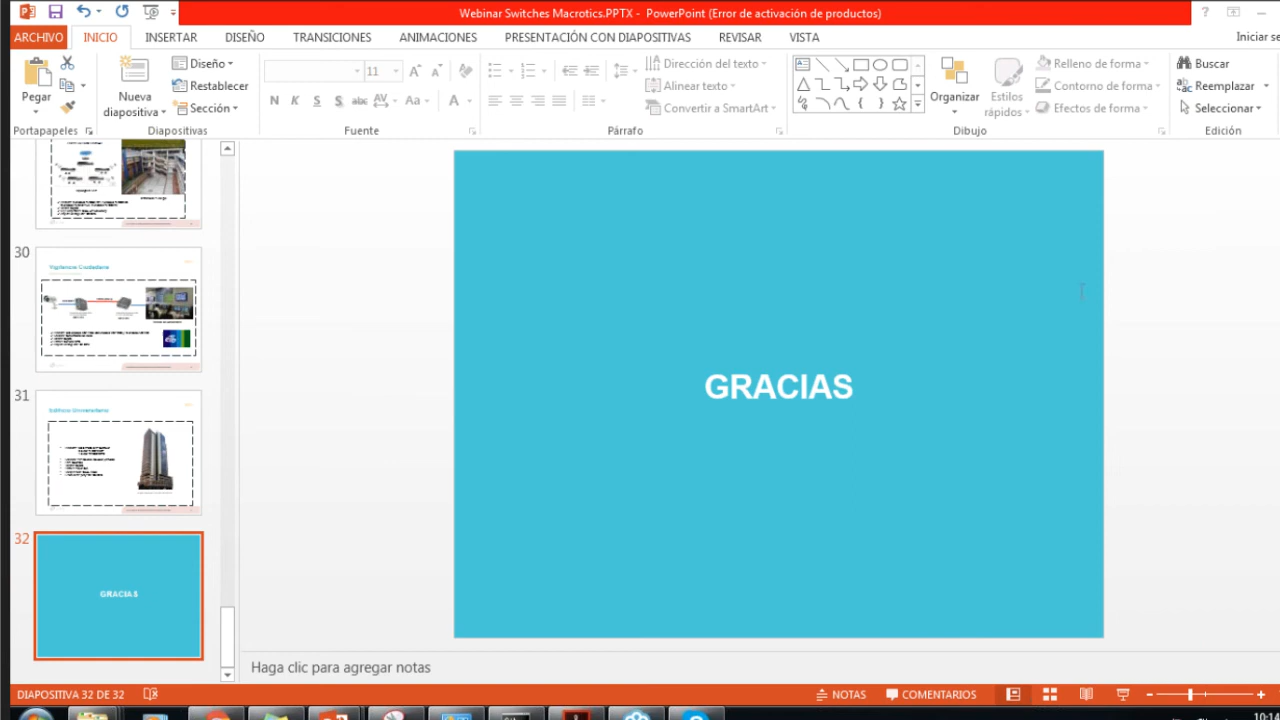 Webinar Switches Macrotics.PPTX - PowerPoint (Error de activación de productos)
?
ARCHIVO INICIO INSERTAR DISEÑO TRANSICIONES ANIMACIONES PRESENTACIÓN CON DIAPOSITIVAS REVISAR VISTA Iniciar se
Pegar
Portapapeles
Nueva diapositiva
Diseño
Restablecer
Sección
Diapositivas
11
N S S abc AV Aa A
Fuente
Dirección del texto
Alinear texto
Convertir a SmartArt
Párrafo
Organizar
Estilos rápidos
Relleno de forma
Contorno de forma
Efectos de forma
Dibujo
Buscar
Reemplazar
Seleccionar
Edición
30
Vigilancia Ciudadana
31
Edificio Universitario
32
GRACIAS
GRACIAS
Haga clic para agregar notas
DIAPOSITIVA 32 DE 32
NOTAS COMENTARIOS
10:14